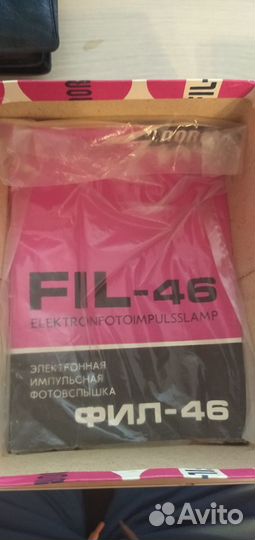 FIL-46
ELEKTRONFOTOIMPULSSLAMP
ЭЛЕКТРОННАЯ
ИМПУЛЬСНАЯ
ФОТОВСПЫШКА
ФИЛ-46
Avito